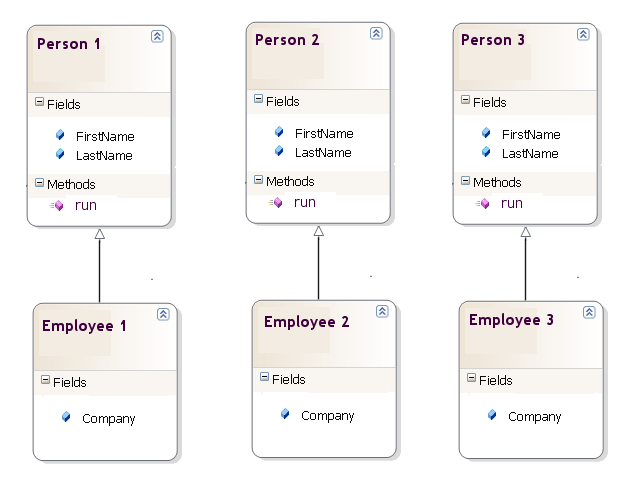 Person 1
Fields
FirstName
LastName
Methods
run
Employee 1
Fields
Company
Person 2
Fields
FirstName
LastName
Methods
run
Employee 2
Fields
Company
Person 3
Fields
FirstName
LastName
Methods
run
Employee 3
Fields
Company